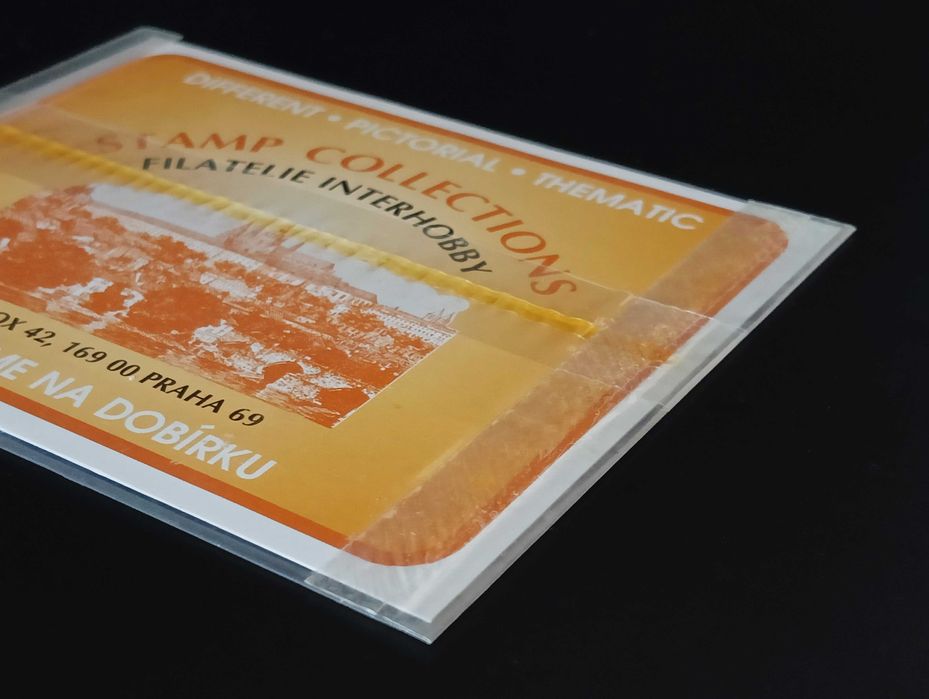 DIFFERENT • PICTORIAL • THEMATIC
STAMP COLLECTIONS
FILATELIE INTERHOBBY
OX 42, 169 00 PRAHA 69
ME NA DOBÍRKU